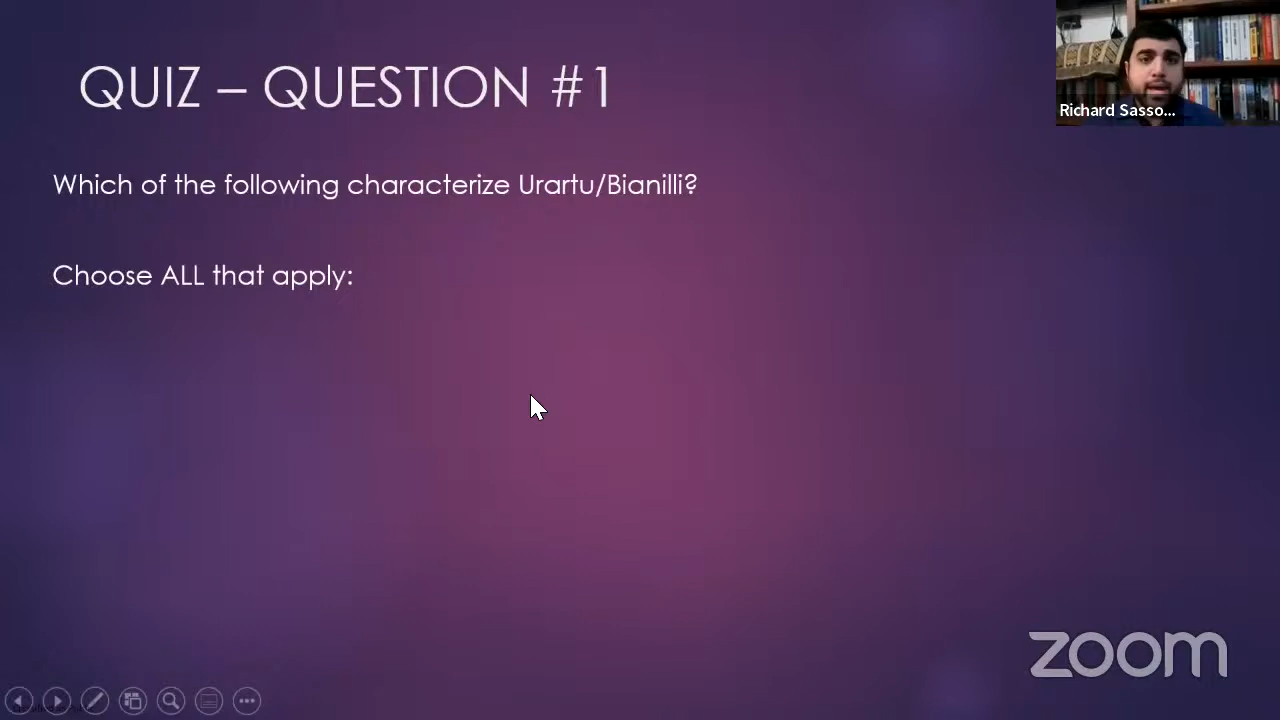 QUIZ – QUESTION #1
Richard Sasso...
Which of the following characterize Urartu/Bianilli?
Choose ALL that apply:
zoom